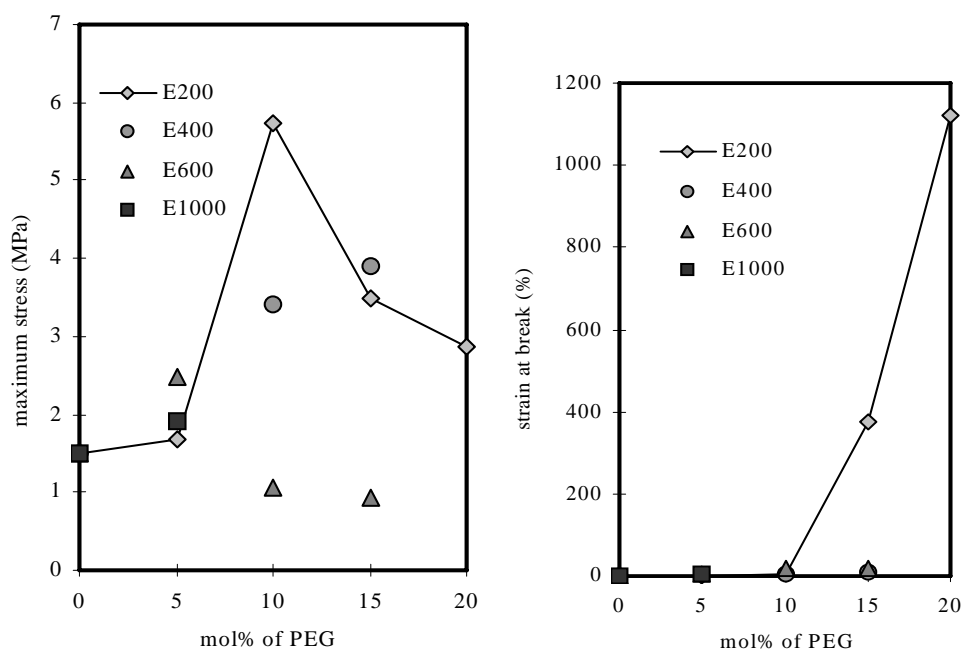 7
6
5
4
3
2
1
0
maximum stress (MPa)
E200
E400
E600
E1000
0 5 10 15 20
mol% of PEG
1200
1000
800
600
400
200
0
strain at break (%)
E200
E400
E600
E1000
0 5 10 15 20
mol% of PEG